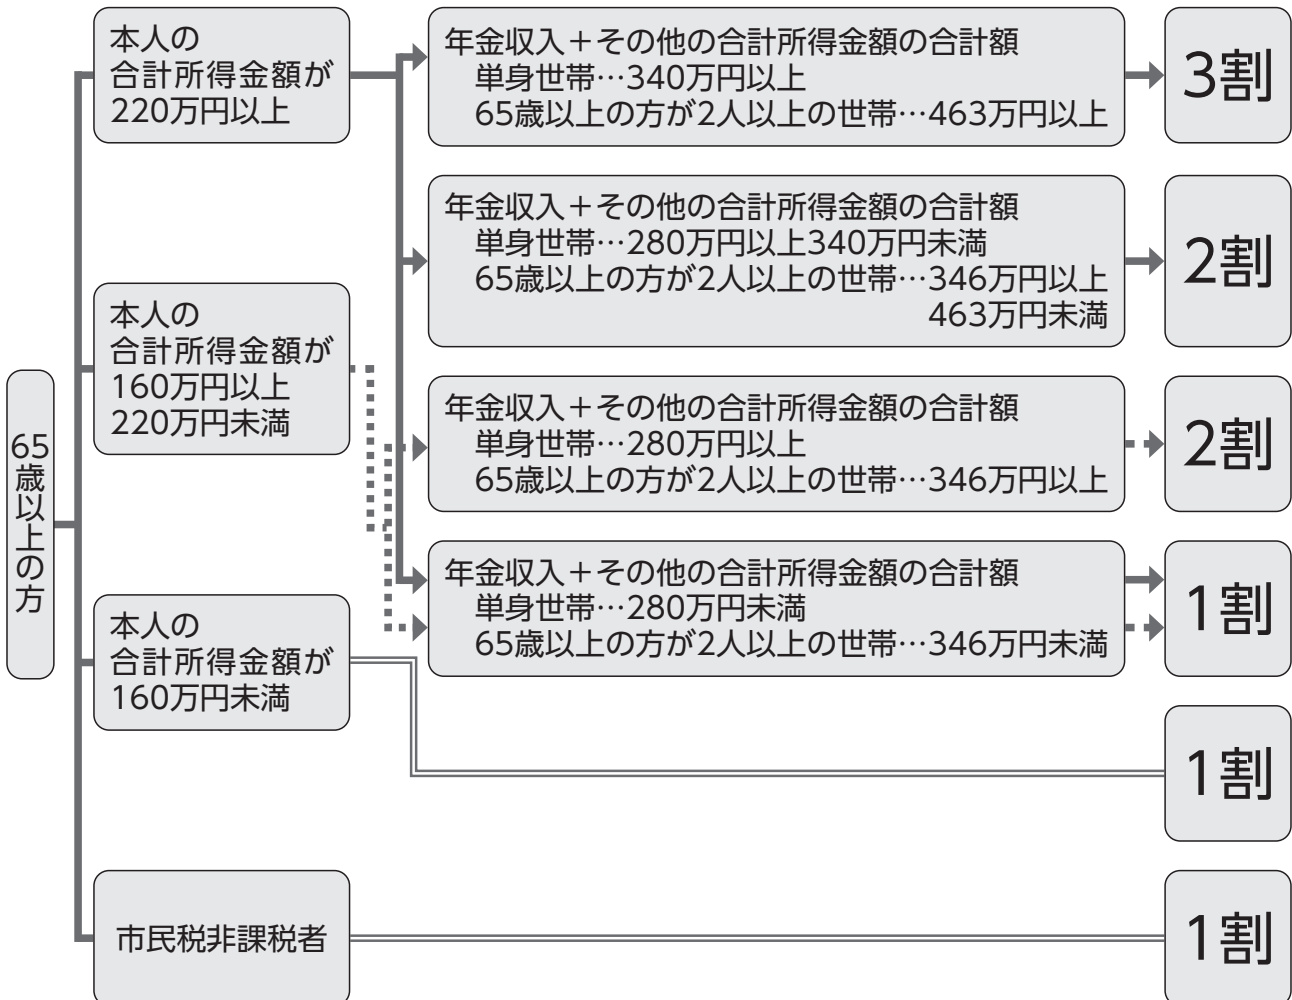 65歳以上の方
本人の
合計所得金額が
220万円以上
年金収入＋その他の合計所得金額の合計額
単身世帯…340万円以上
65歳以上の方が2人以上の世帯…463万円以上
3割
年金収入＋その他の合計所得金額の合計額
単身世帯…280万円以上340万円未満
65歳以上の方が2人以上の世帯…346万円以上
463万円未満
2割
本人の
合計所得金額が
160万円以上
220万円未満
年金収入＋その他の合計所得金額の合計額
単身世帯…280万円以上
65歳以上の方が2人以上の世帯…346万円以上
2割
年金収入＋その他の合計所得金額の合計額
単身世帯…280万円未満
65歳以上の方が2人以上の世帯…346万円未満
1割
本人の
合計所得金額が
160万円未満
1割
市民税非課税者
1割